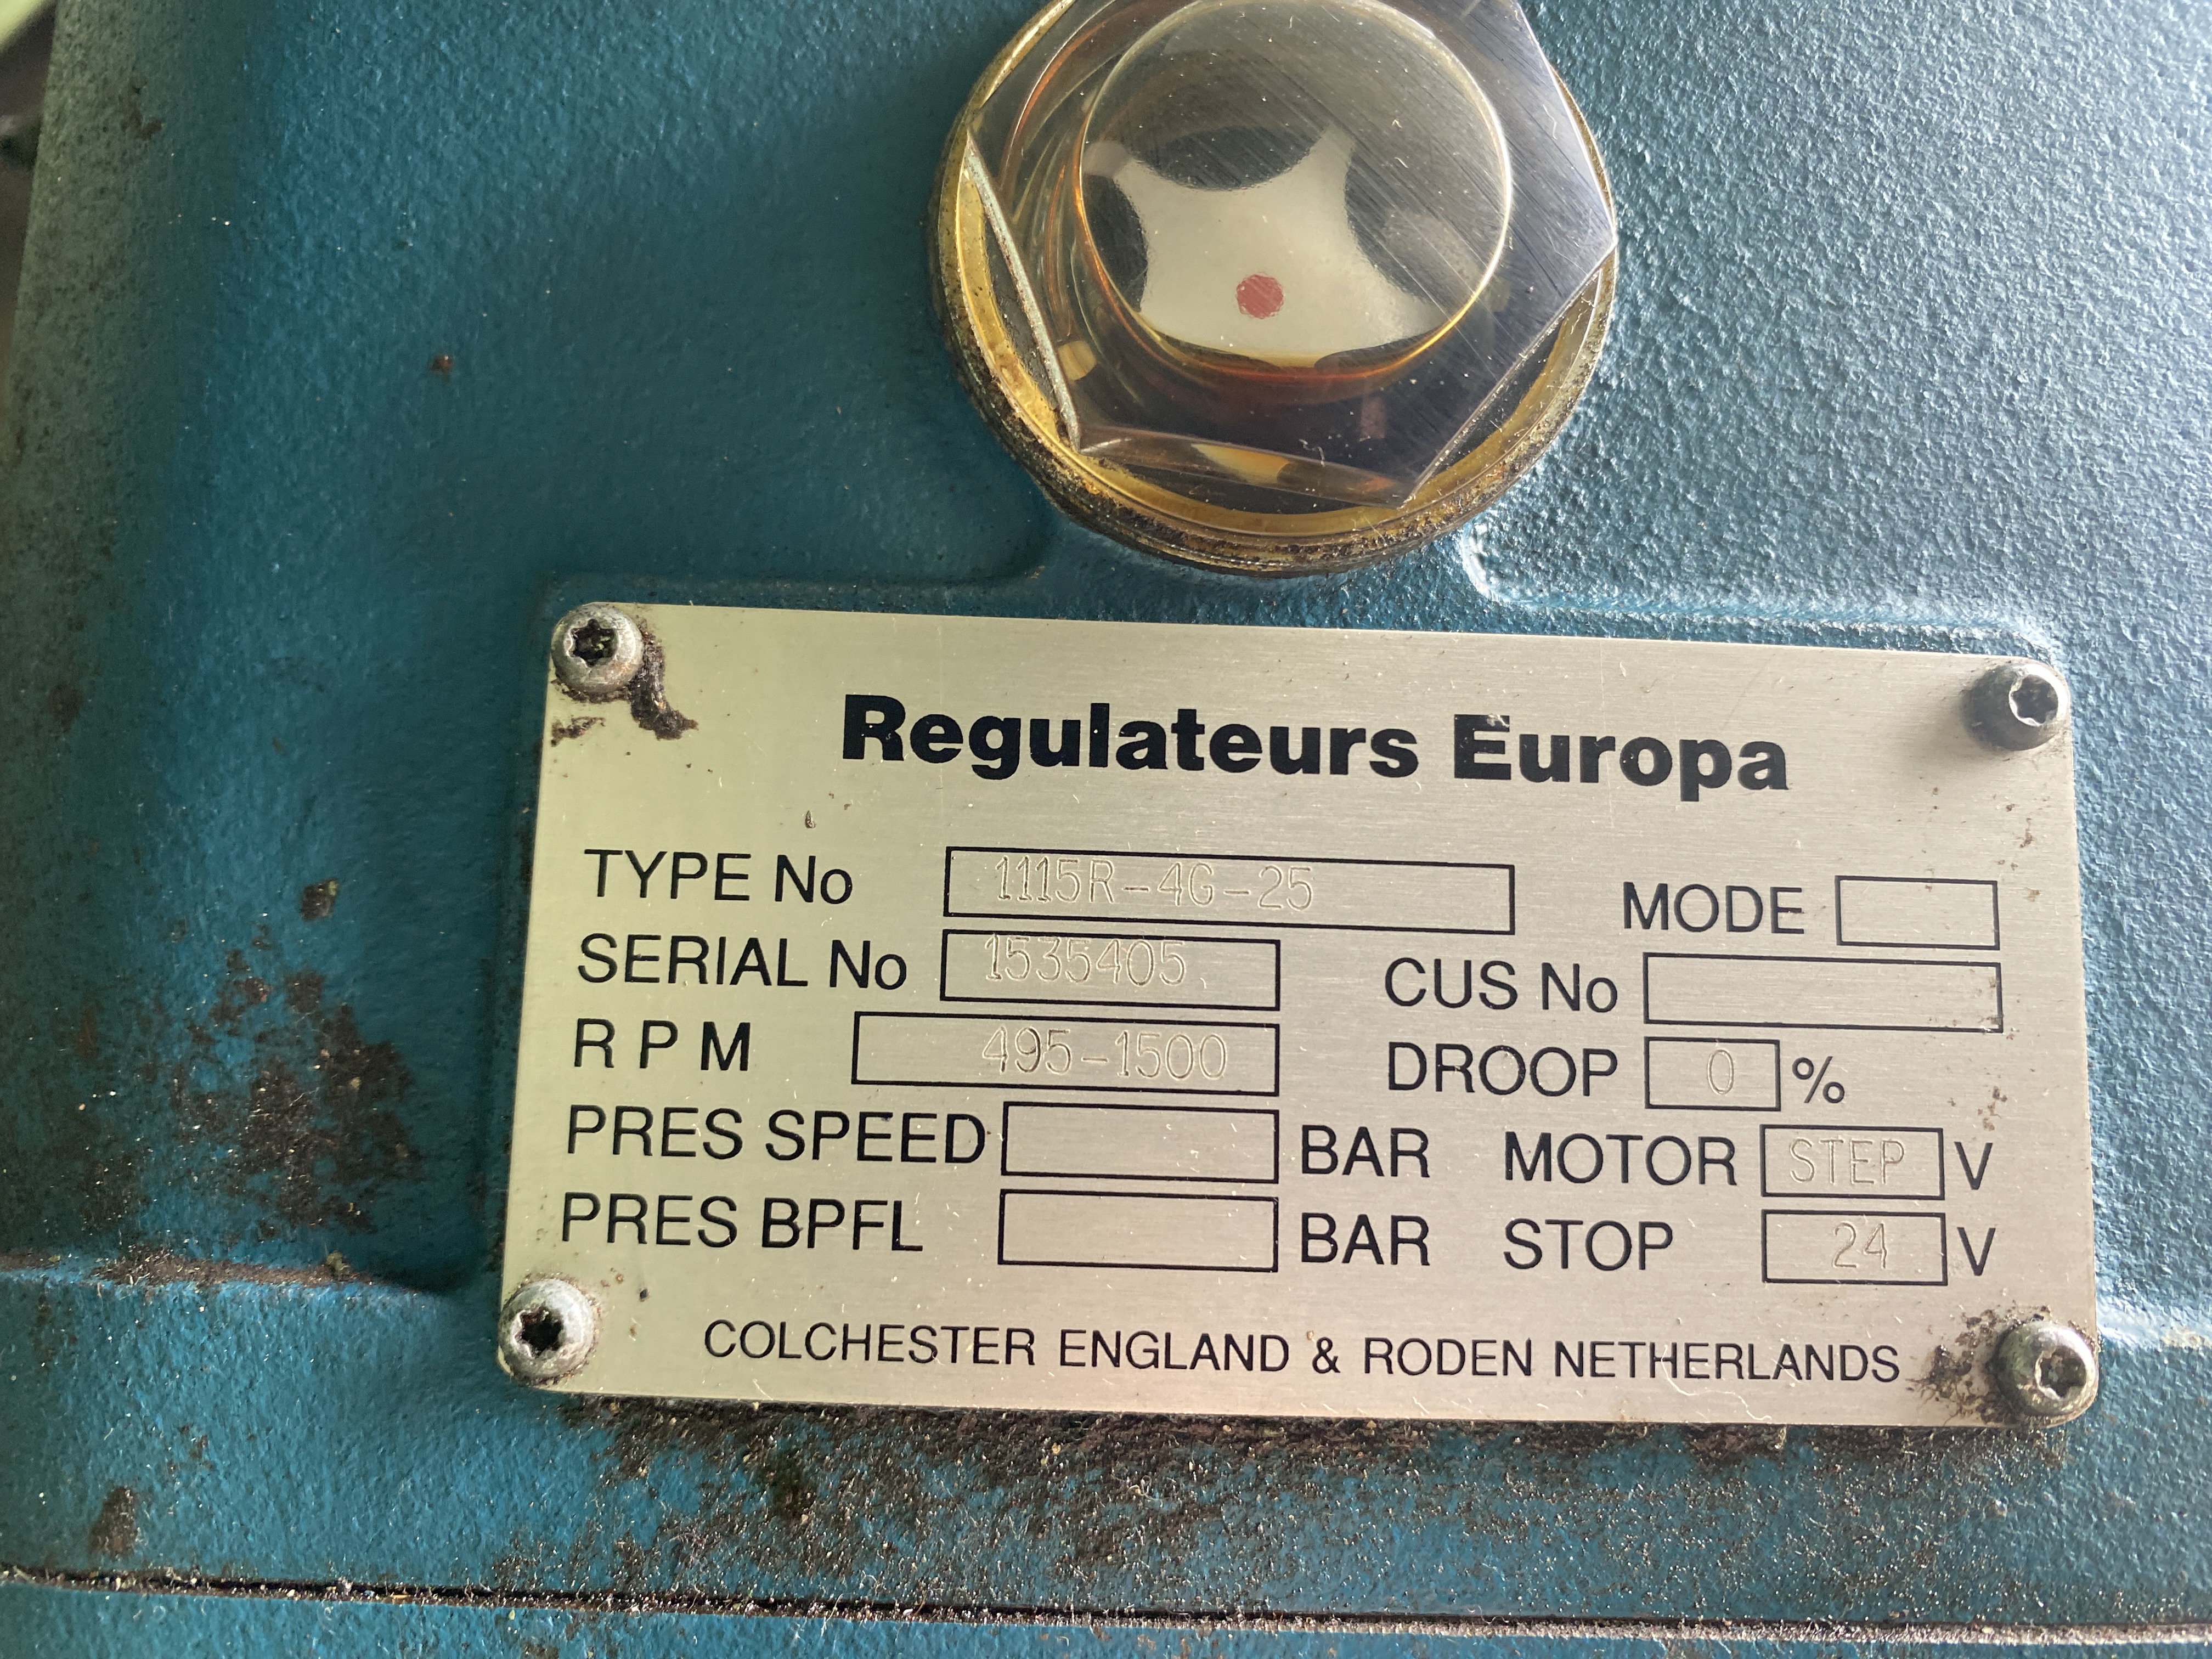 Regulateurs Europa
TYPE No 1115R-4G-25 MODE
SERIAL No 1535405. CUS No
R P M 495-1500 DROOP 0 %
PRES SPEED BAR MOTOR STEP V
PRES BPFL BAR STOP 24 V
COLCHESTER ENGLAND & RODEN NETHERLANDS